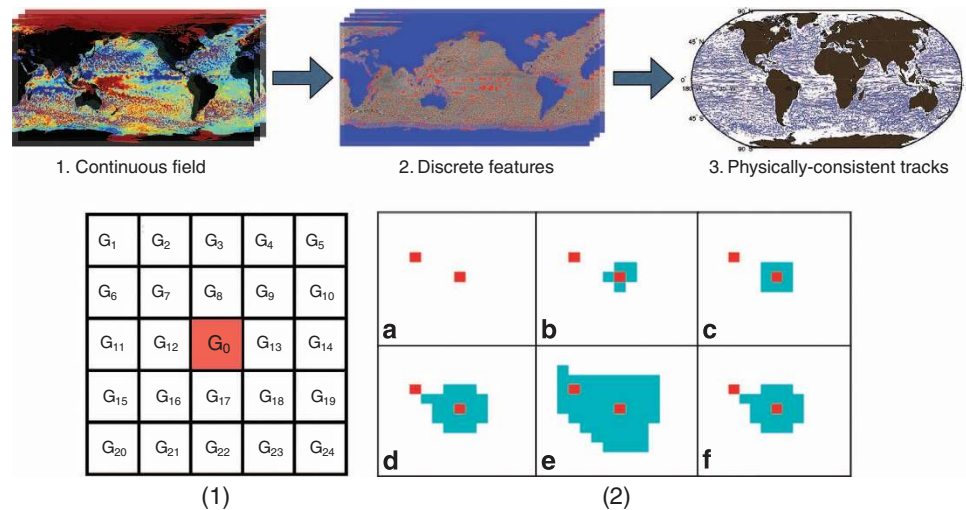 1. Continuous field
2. Discrete features
90° N
45° N
0°
180
45° S
90° S
3. Physically-consistent tracks
G1 G2 G3 G4 G5
G6 G7 G8 G9 G10
G11 G12 G0 G13 G14
G15 G16 G17 G18 G19
G20 G21 G22 G23 G24
(1)
a b c
d e f
(2)